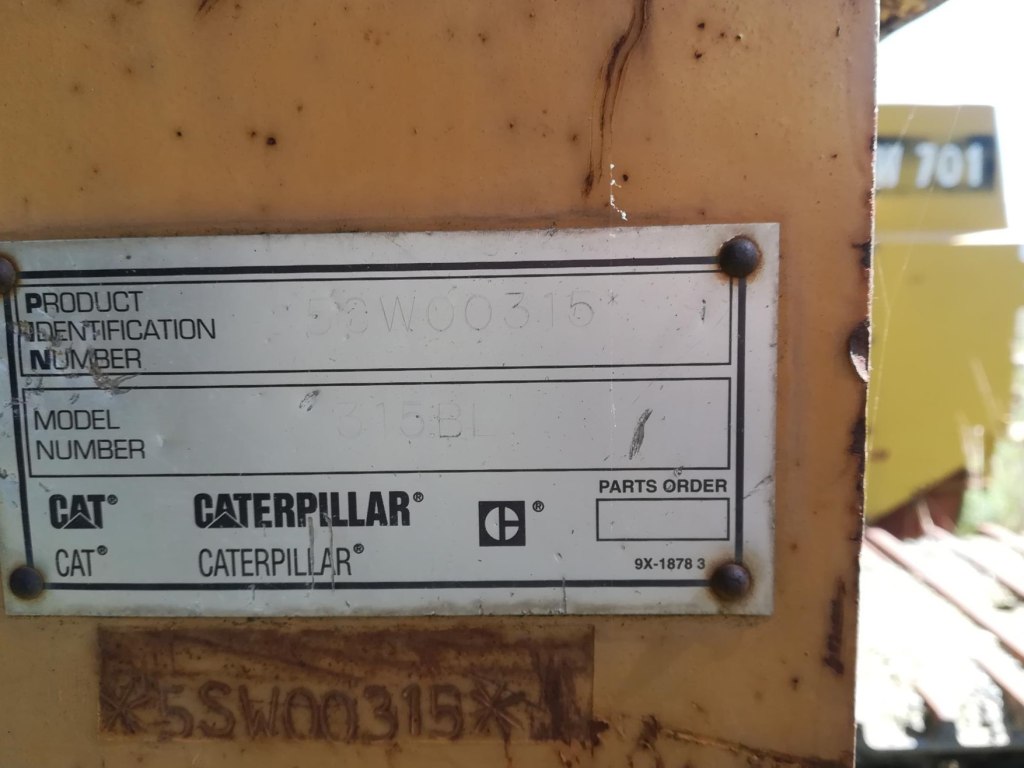 M 701
PRODUCT
IDENTIFICATION
NUMBER
5SW00315*
MODEL
NUMBER
315BL
CAT® CATERPILLAR® ®
CAT® CATERPILLAR®
PARTS ORDER
9X-1878 3
*5SW00315*